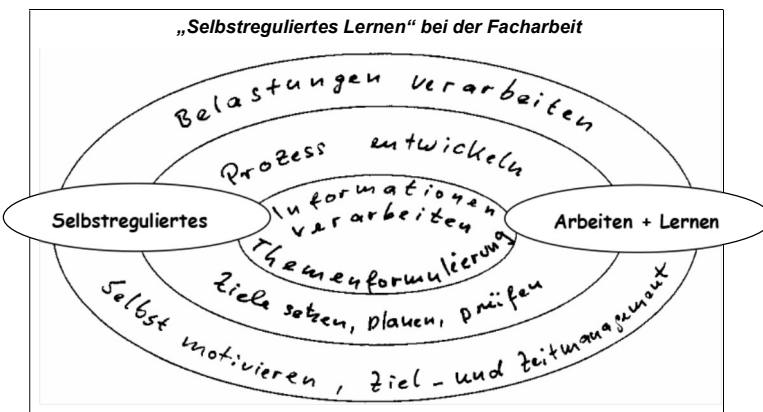 „Selbstreguliertes Lernen“ bei der Facharbeit
Belastungen verarbeiten
Prozess entwickeln
Informationen
verarbeiten
Selbstreguliertes
Arbeiten + Lernen
Themenformulierung
Ziele setzen, planen, prüfen
Selbst motivieren, Ziel- und Zeitmanagement